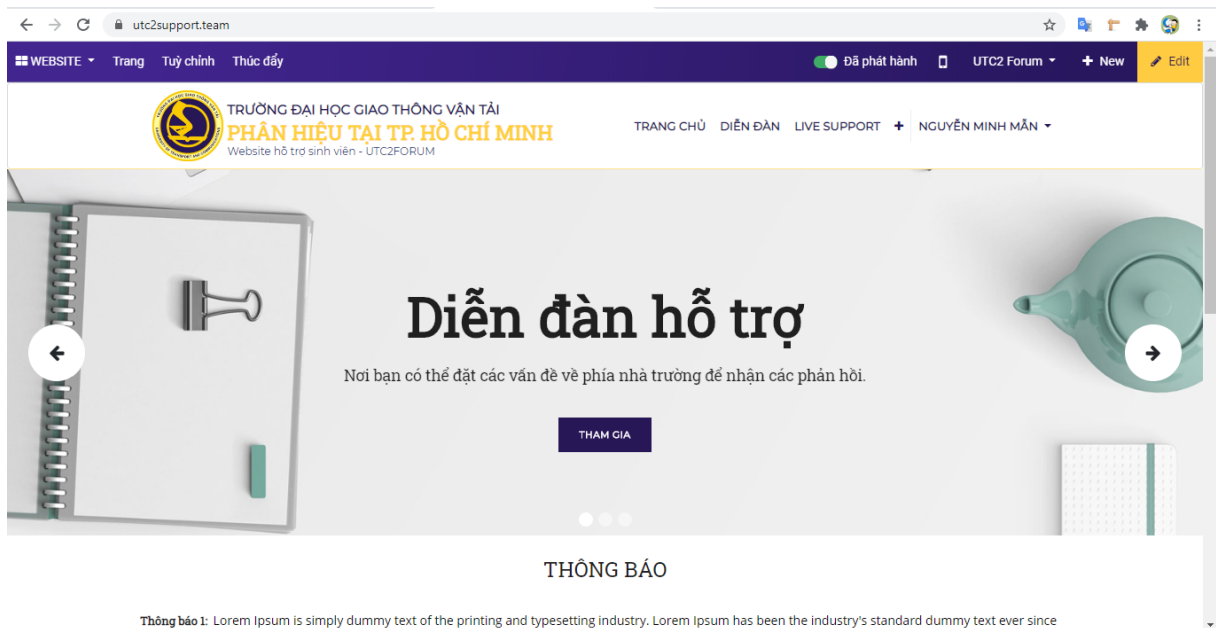 utc2support.team
WEBSITE Trang Tuỳ chỉnh Thúc đẩy Đã phát hành UTC2 Forum + New Edit
TRƯỜNG ĐẠI HỌC GIAO THÔNG VẬN TẢI
PHÂN HIỆU TẠI TP. HỒ CHÍ MINH
Website hỗ trợ sinh viên - UTC2FORUM
TRANG CHỦ DIỄN ĐÀN LIVE SUPPORT + NGUYỄN MINH MẪN
Diễn đàn hỗ trợ
Nơi bạn có thể đặt các vấn đề về phía nhà trường để nhận các phản hồi.
THAM GIA
THÔNG BÁO
Thông báo 1: Lorem Ipsum is simply dummy text of the printing and typesetting industry. Lorem Ipsum has been the industry's standard dummy text ever since